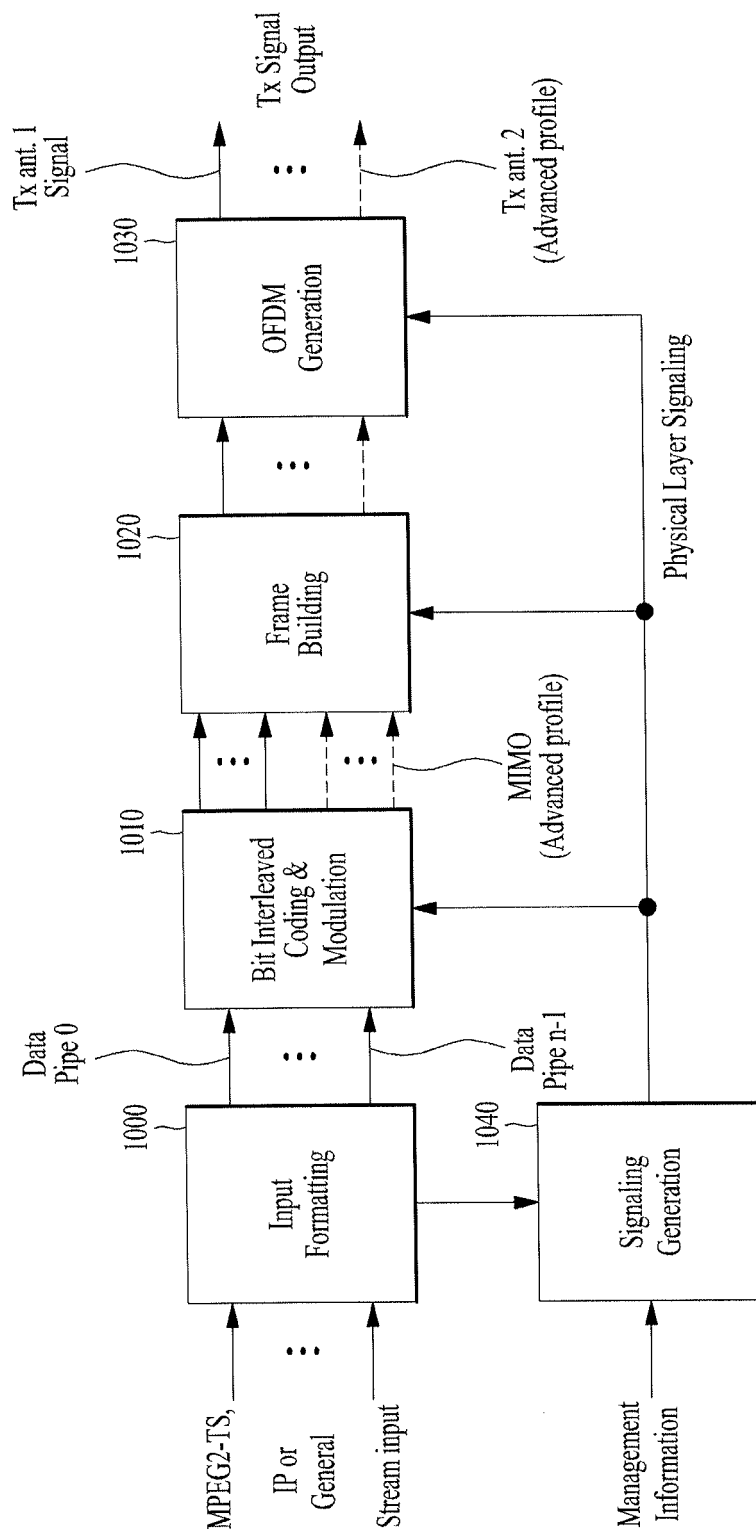 MPEG2-TS,
IP or
General
Stream input
1000
Input
Formatting
Data
Pipe 0
Data
Pipe n-1
1010
Bit Interleaved
Coding &
Modulation
MIMO
(Advanced profile)
1020
Frame
Building
1030
OFDM
Generation
Tx ant. 1
Signal
Tx Signal
Output
Tx ant. 2
(Advanced profile)
Management
Information
1040
Signaling
Generation
Physical Layer Signaling